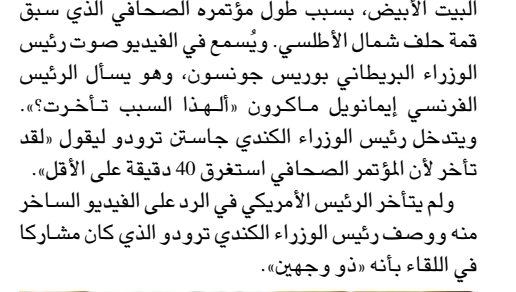 البيت الأبيض، بسبب طول مؤتمره الصحافي الذي سبق
قمة حلف شمال الأطلسي. ويُسمع في الفيديو صوت رئيس
الوزراء البريطاني بوريس جونسون، وهو يسأل الرئيس
الفرنسي إيمانويل ماكرون «ألهذا السبب تأخرت؟».
ويتدخل رئيس الوزراء الكندي جاستن ترودو ليقول «لقد
تأخر لأن المؤتمر الصحافي استغرق 40 دقيقة على الأقل».
ولم يتأخر الرئيس الأمريكي في الرد على الفيديو الساخر
منه ووصف رئيس الوزراء الكندي ترودو الذي كان مشاركا
في اللقاء بأنه «ذو وجهين».